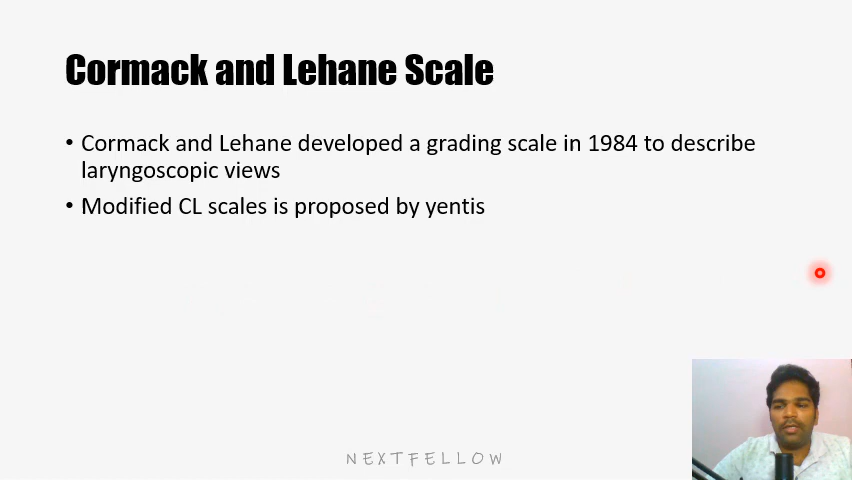 Cormack and Lehane Scale
• Cormack and Lehane developed a grading scale in 1984 to describe
laryngoscopic views
• Modified CL scales is proposed by yentis
NEXTFELLOW